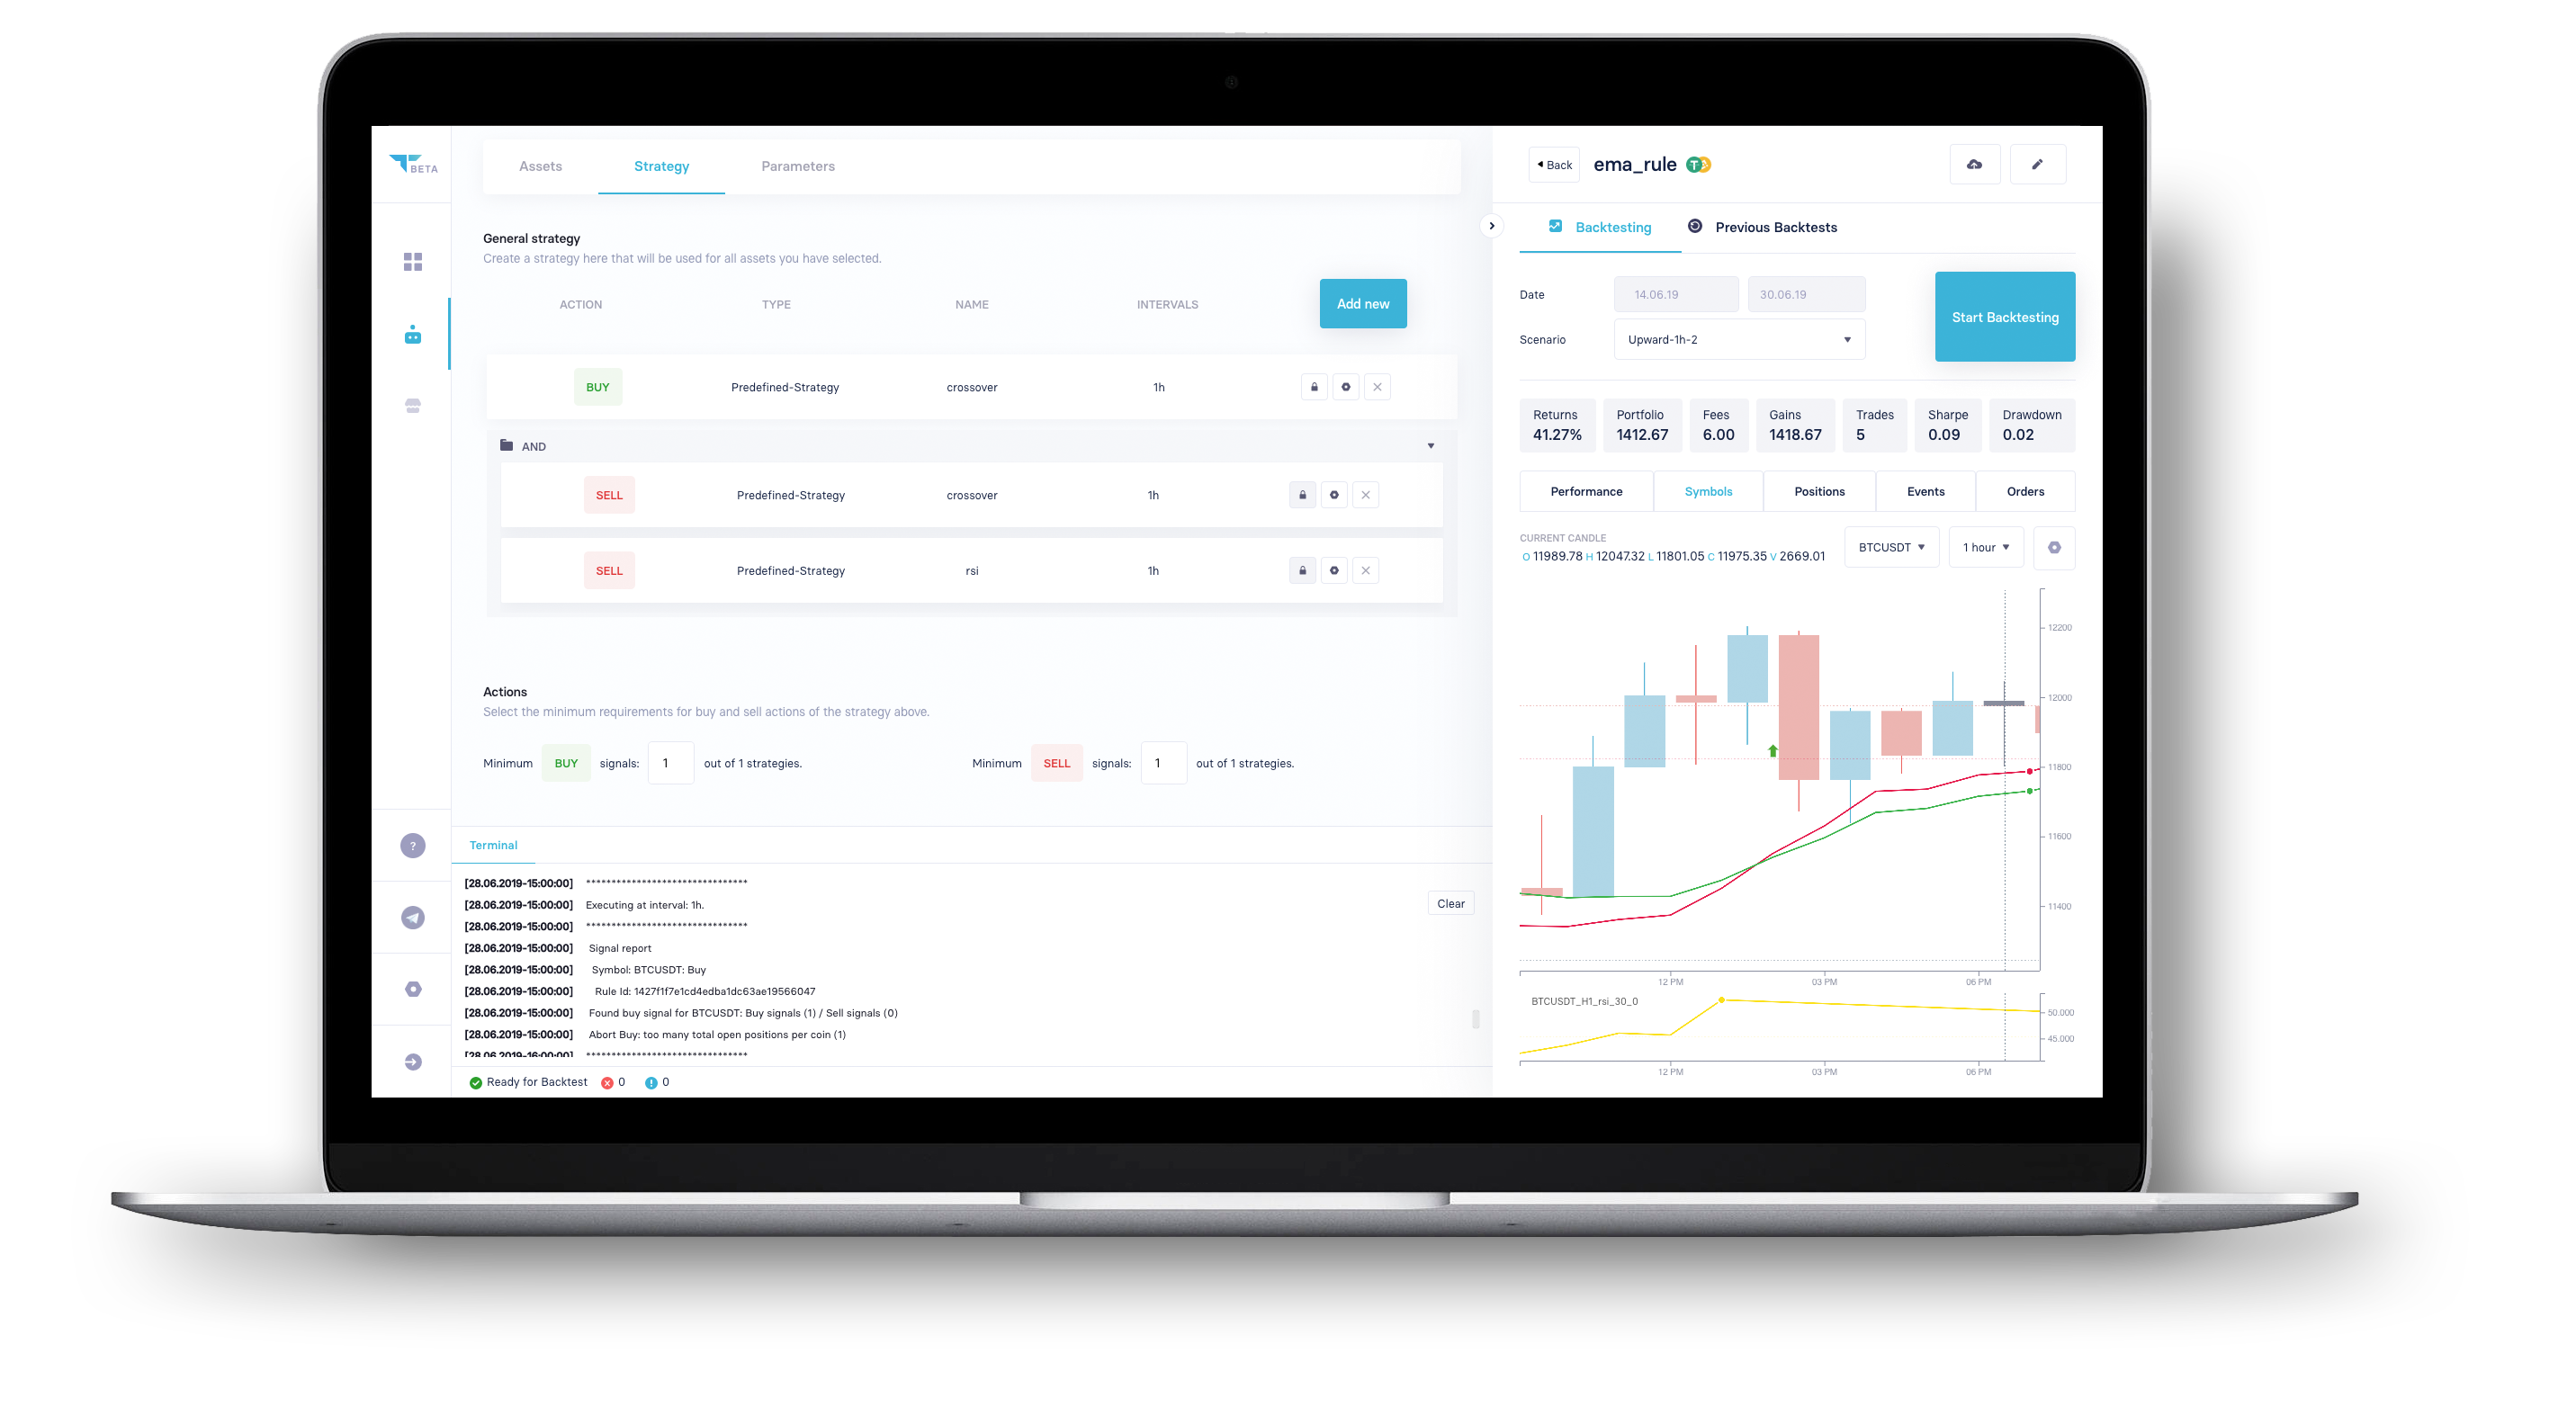 BETA
Assets Strategy Parameters
General strategy
Create a strategy here that will be used for all assets you have selected.
ACTION TYPE NAME INTERVALS Add new
BUY Predefined-Strategy crossover 1h
AND
SELL Predefined-Strategy crossover 1h
SELL Predefined-Strategy rsi 1h
Actions
Select the minimum requirements for buy and sell actions of the strategy above.
Minimum BUY signals: 1 out of 1 strategies. Minimum SELL signals: 1 out of 1 strategies.
Terminal
[28.06.2019-15:00:00] ********************************
Clear
[28.06.2019-15:00:00] Executing at interval: 1h.
[28.06.2019-15:00:00] ********************************
[28.06.2019-15:00:00] Signal report
[28.06.2019-15:00:00] Symbol: BTCUSDT: Buy
[28.06.2019-15:00:00] Rule Id: 1427f1f7e1cd4edba1dc63ae19566047
[28.06.2019-15:00:00] Found buy signal for BTCUSDT: Buy signals (1) / Sell signals (0)
[28.06.2019-15:00:00] Abort Buy: too many total open positions per coin (1)
[28.06.2019-16:00:00] ********************************
Ready for Backtest 0 0
Back ema_rule
Backtesting Previous Backtests
Date 14.06.19 30.06.19
Start Backtesting
Scenario Upward-1h-2
Returns Portfolio Fees Gains Trades Sharpe Drawdown
41.27% 1412.67 6.00 1418.67 5 0.09 0.02
Performance Symbols Positions Events Orders
CURRENT CANDLE
O 11989.78 H 12047.32 L 11801.05 C 11975.35 V 2669.01
BTCUSDT 1 hour
12200
12000
11800
11600
11400
12 PM 03 PM 06 PM
BTCUSDT_H1_rsi_30_0
50.000
45.000
12 PM 03 PM 06 PM